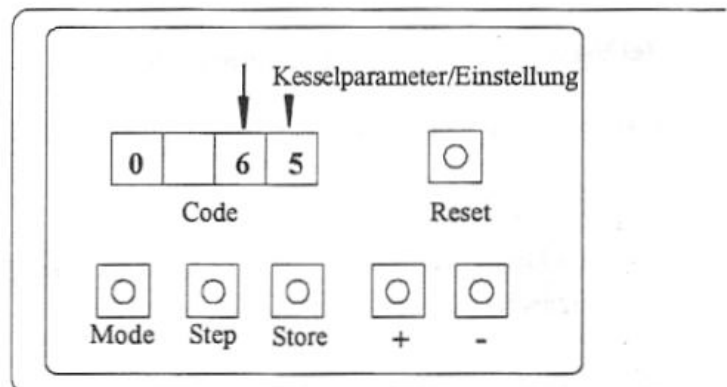 Kesselparameter/Einstellung
0 6 5
Code
Reset
Mode
Step
Store
+
-